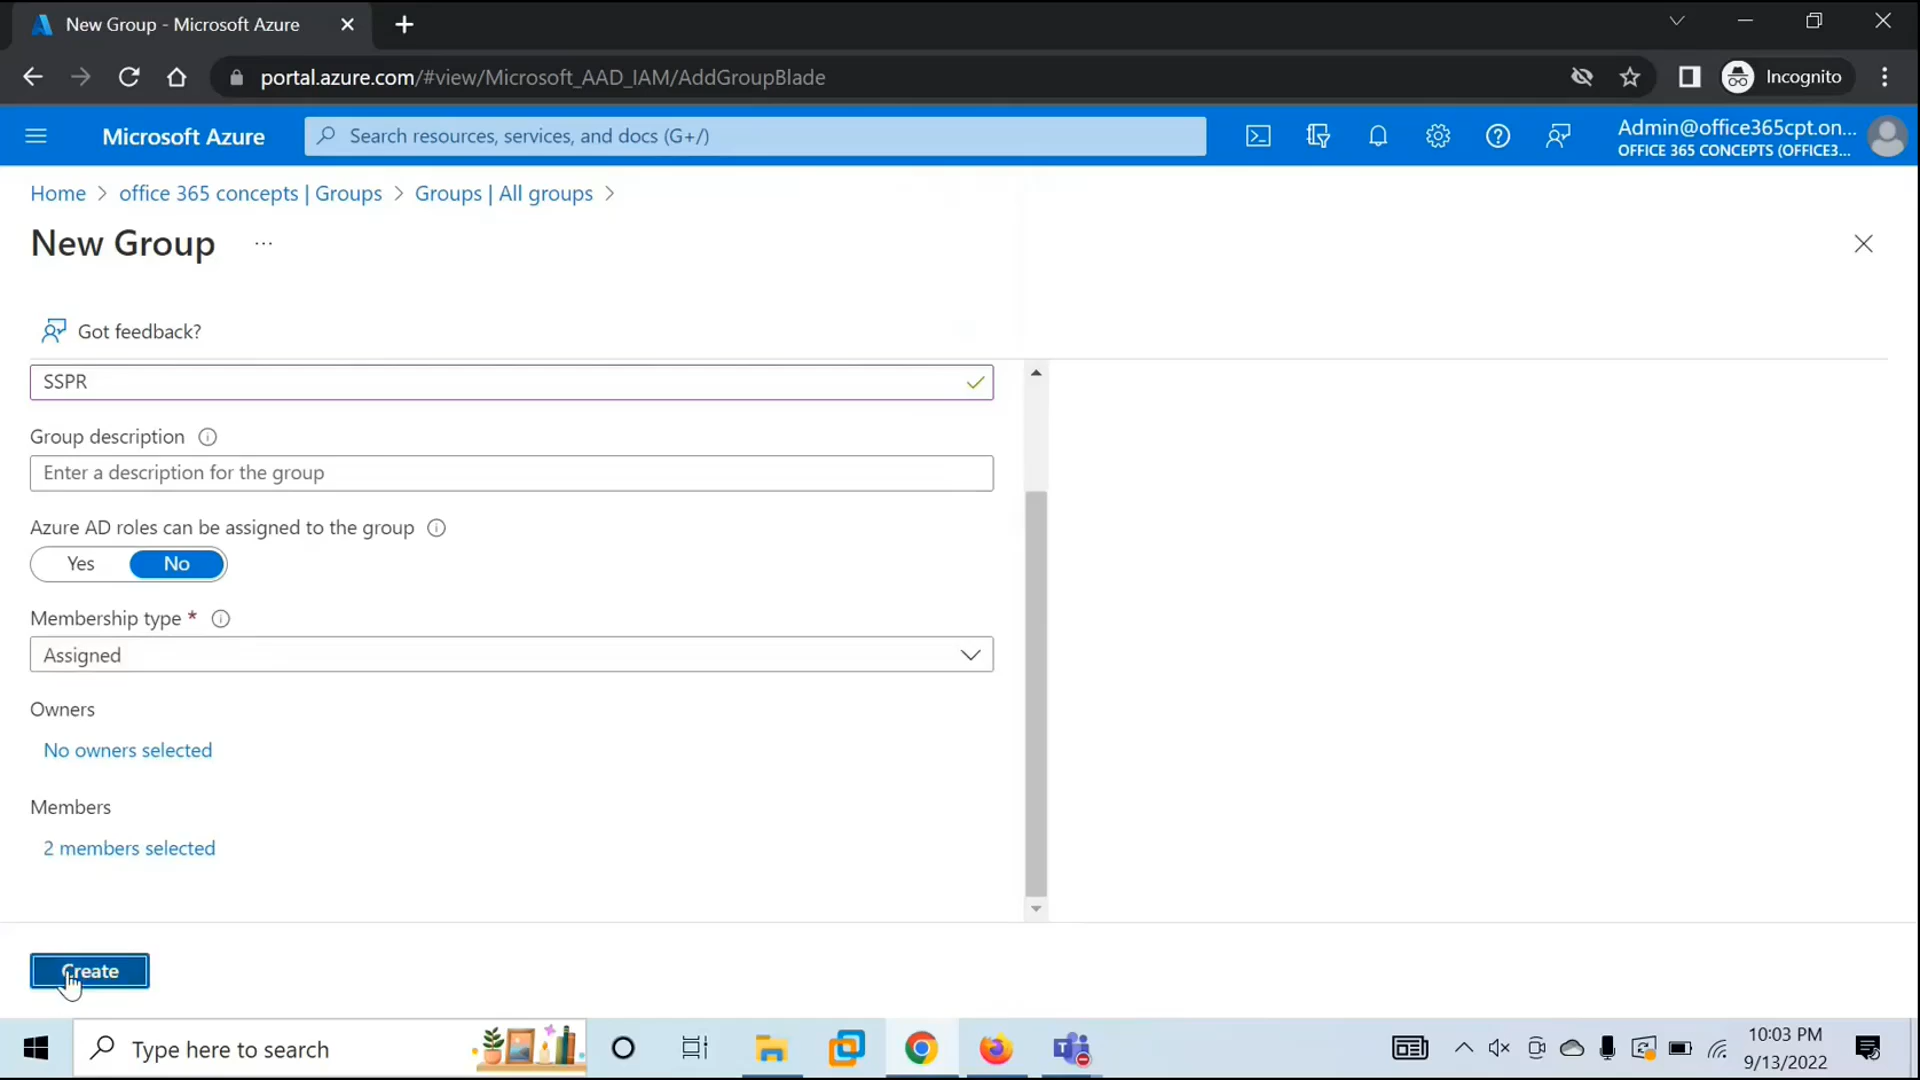 New Group - Microsoft Azure
portal.azure.com/#view/Microsoft_AAD_IAM/AddGroupBlade
Incognito
Microsoft Azure
Search resources, services, and docs (G+/)
Admin@office365cpt.on...
OFFICE 365 CONCEPTS (OFFICE3...
Home > office 365 concepts | Groups > Groups | All groups >
New Group ...
Got feedback?
SSPR
Group description
Enter a description for the group
Azure AD roles can be assigned to the group
Yes No
Membership type *
Assigned
Owners
No owners selected
Members
2 members selected
Create
Type here to search
10:03 PM
9/13/2022